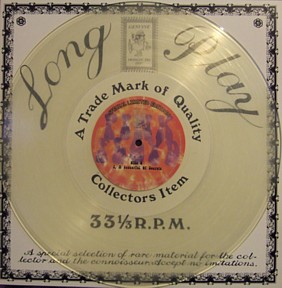 Long Play
A Trade Mark of Quality
Collectors Item
33⅓ R.P.M.
A special selection of rare material for the col-
lector and the connoisseur. Accept no imitations.